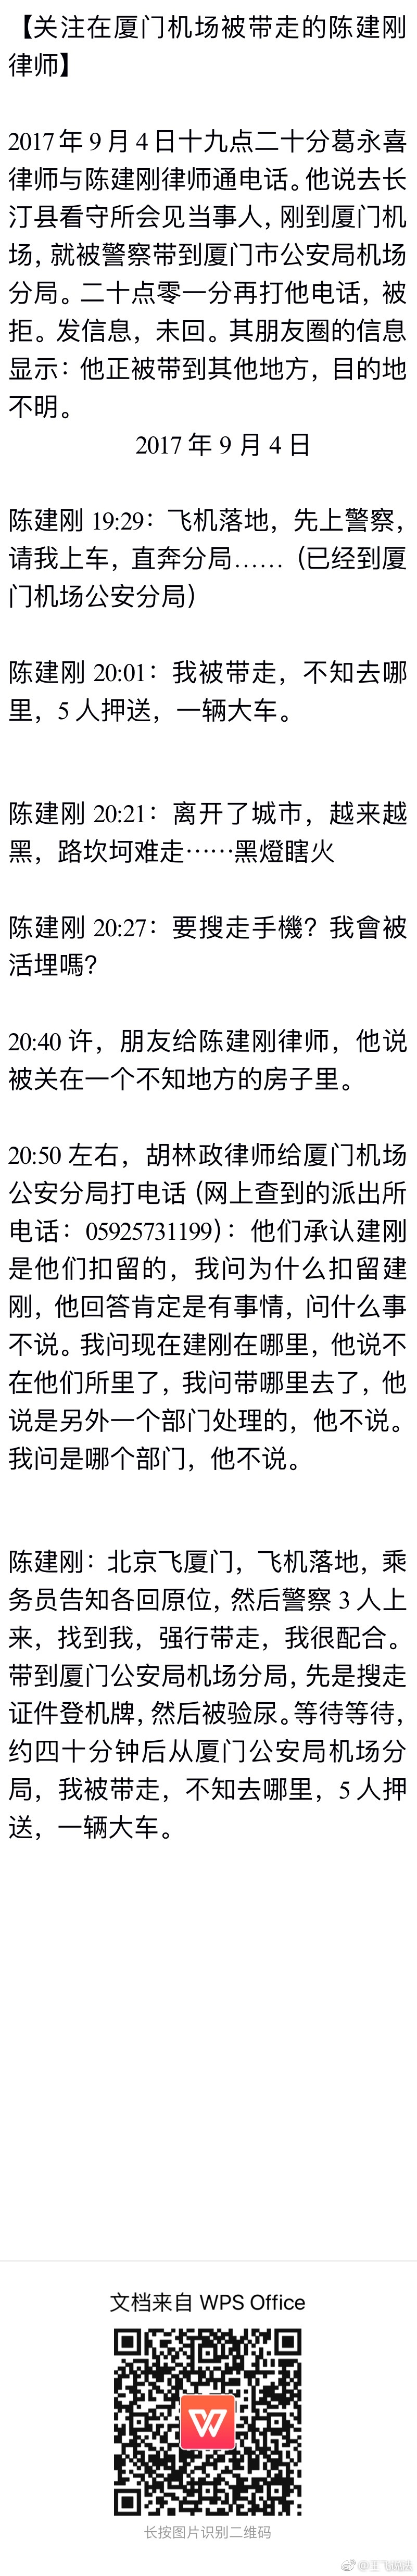 【关注在厦门机场被带走的陈建刚
律师】
2017年9月4日十九点二十分葛永喜
律师与陈建刚律师通电话。他说去长
汀县看守所会见当事人，刚到厦门机
场，就被警察带到厦门市公安局机场
分局。二十点零一分再打他电话，被
拒。发信息，未回。其朋友圈的信息
显示：他正被带到其他地方，目的地
不明。
2017年9月4日
陈建刚 19:29：飞机落地，先上警察，
请我上车，直奔分局……（已经到厦
门机场公安分局）
陈建刚 20:01：我被带走，不知去哪
里，5人押送，一辆大车。
陈建刚 20:21：离开了城市，越来越
黑，路坎坷难走……黑燈瞎火
陈建刚 20:27：要搜走手機？我會被
活埋嗎？
20:40许，朋友给陈建刚律师，他说
被关在一个不知地方的房子里。
20:50左右，胡林政律师给厦门机场
公安分局打电话（网上查到的派出所
电话：05925731199）：他们承认建刚
是他们扣留的，我问为什么扣留建
刚，他回答肯定是有事情，问什么事
不说。我问现在建刚在哪里，他说不
在他们所里了，我问带哪里去了，他
说是另外一个部门处理的，他不说。
我问是哪个部门，他不说。
陈建刚：北京飞厦门，飞机落地，乘
务员告知各回原位，然后警察3人上
来，找到我，强行带走，我很配合。
带到厦门公安局机场分局，先是搜走
证件登机牌，然后被验尿。等待等待，
约四十分钟后从厦门公安局机场分
局，我被带走，不知去哪里，5人押
送，一辆大车。
文档来自 WPS Office
长按图片识别二维码